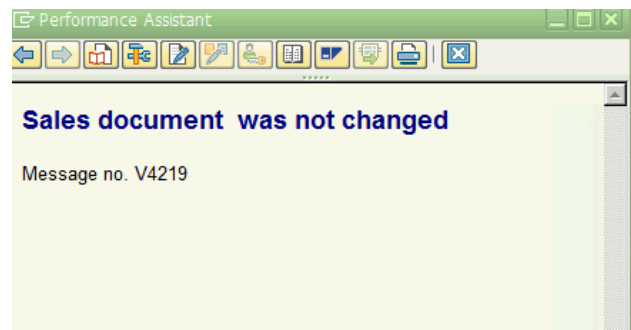 Performance Assistant
Sales document  was not changed
Message no. V4219